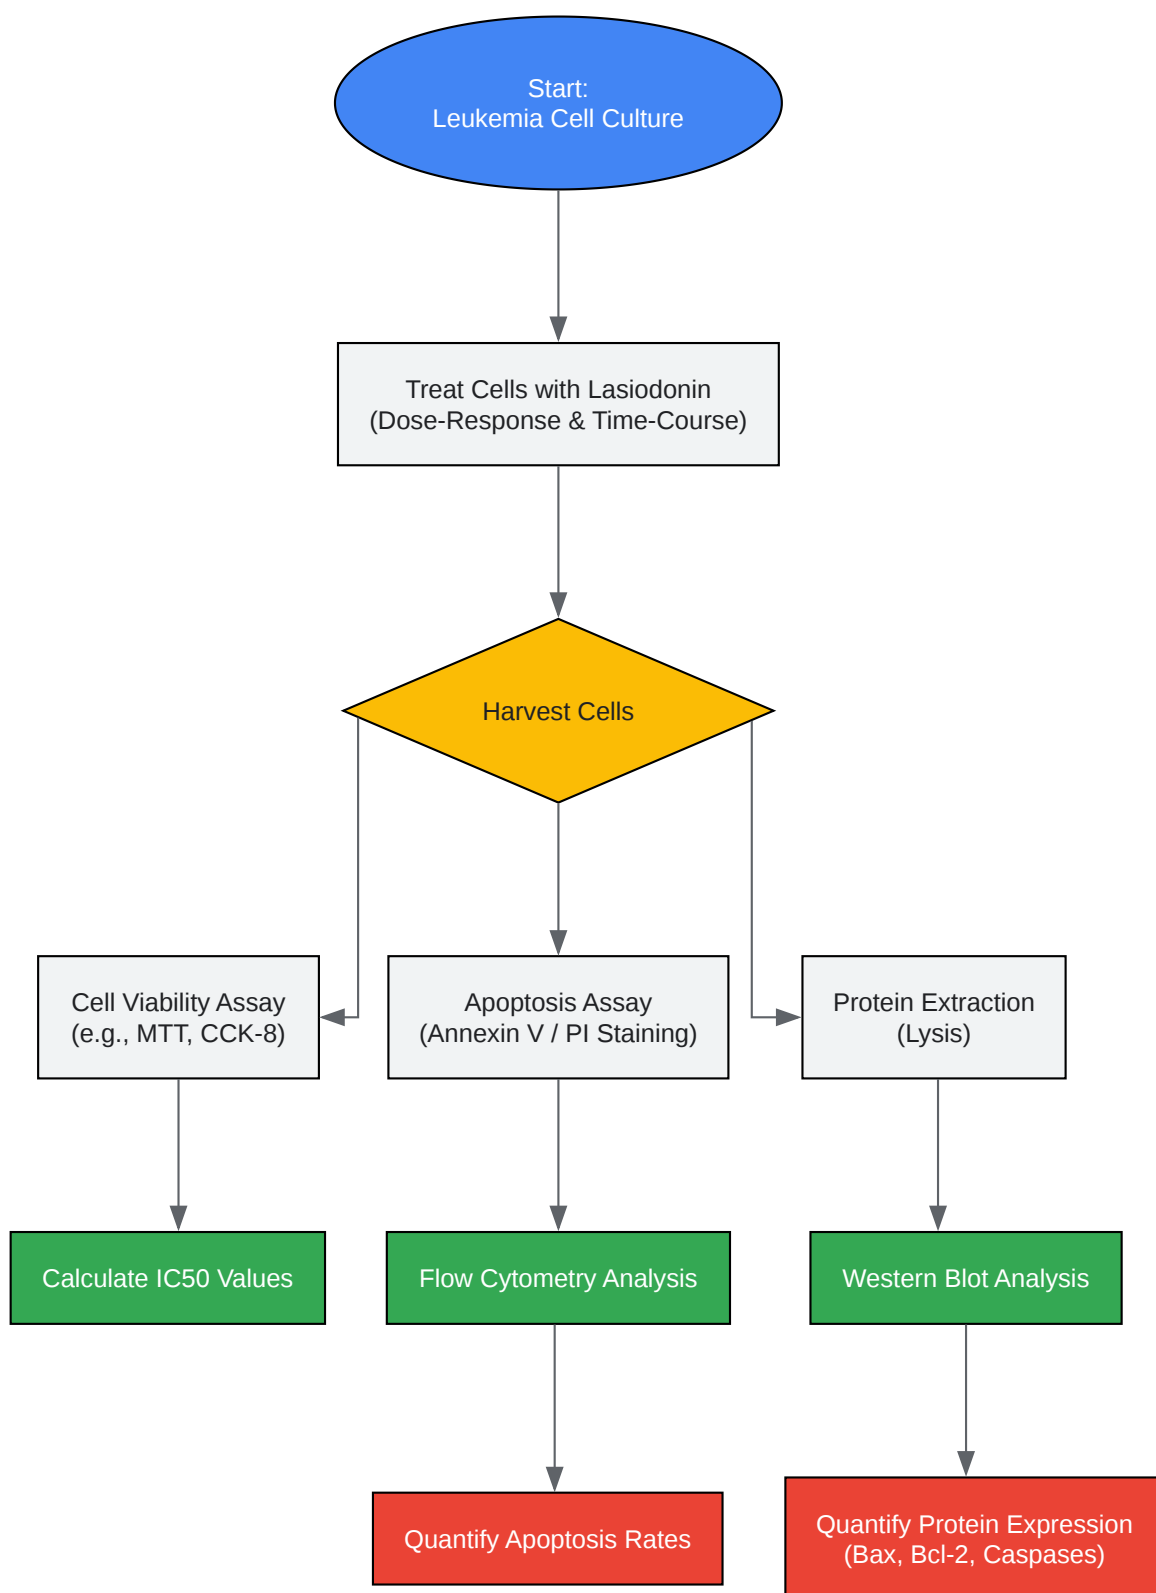 Start:
Leukemia Cell Culture
Treat Cells with Lasiodonin
(Dose-Response & Time-Course)
Harvest Cells
Cell Viability Assay
(e.g., MTT, CCK-8)
Apoptosis Assay
(Annexin V / PI Staining)
Protein Extraction
(Lysis)
Calculate IC50 Values
Flow Cytometry Analysis
Western Blot Analysis
Quantify Apoptosis Rates
Quantify Protein Expression
(Bax, Bcl-2, Caspases)